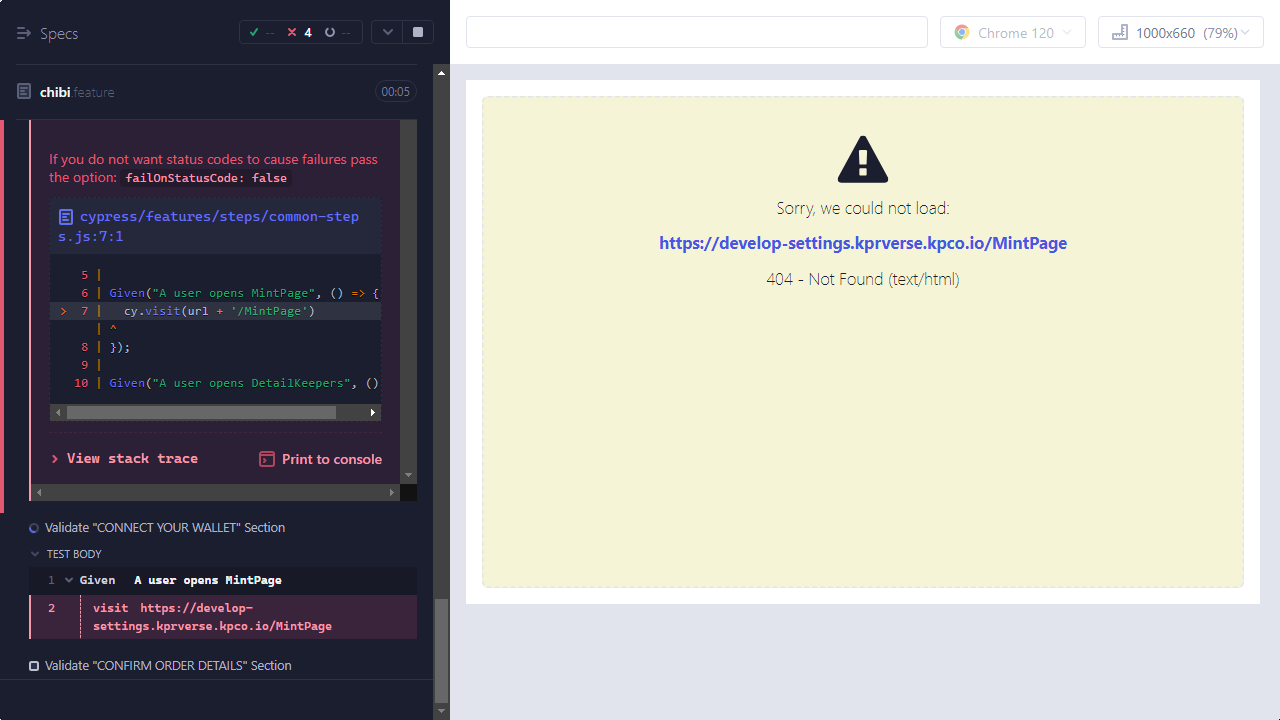 Specs
-- 4 --
chibi.feature 00:05
If you do not want status codes to cause failures pass
the option: failOnStatusCode: false
cypress/features/steps/common-step
s.js:7:1
5 |
6 | Given("A user opens MintPage", () => {
> 7 |   cy.visit(url + '/MintPage')
| ^
8 | });
9 |
10 | Given("A user opens DetailKeepers", ()
View stack trace
Print to console
Validate "CONNECT YOUR WALLET" Section
TEST BODY
1 Given A user opens MintPage
2 visit https://develop-
settings.kprverse.kpco.io/MintPage
Validate "CONFIRM ORDER DETAILS" Section
Chrome 120
1000x660 (79%)
Sorry, we could not load:
https://develop-settings.kprverse.kpco.io/MintPage
404 - Not Found (text/html)